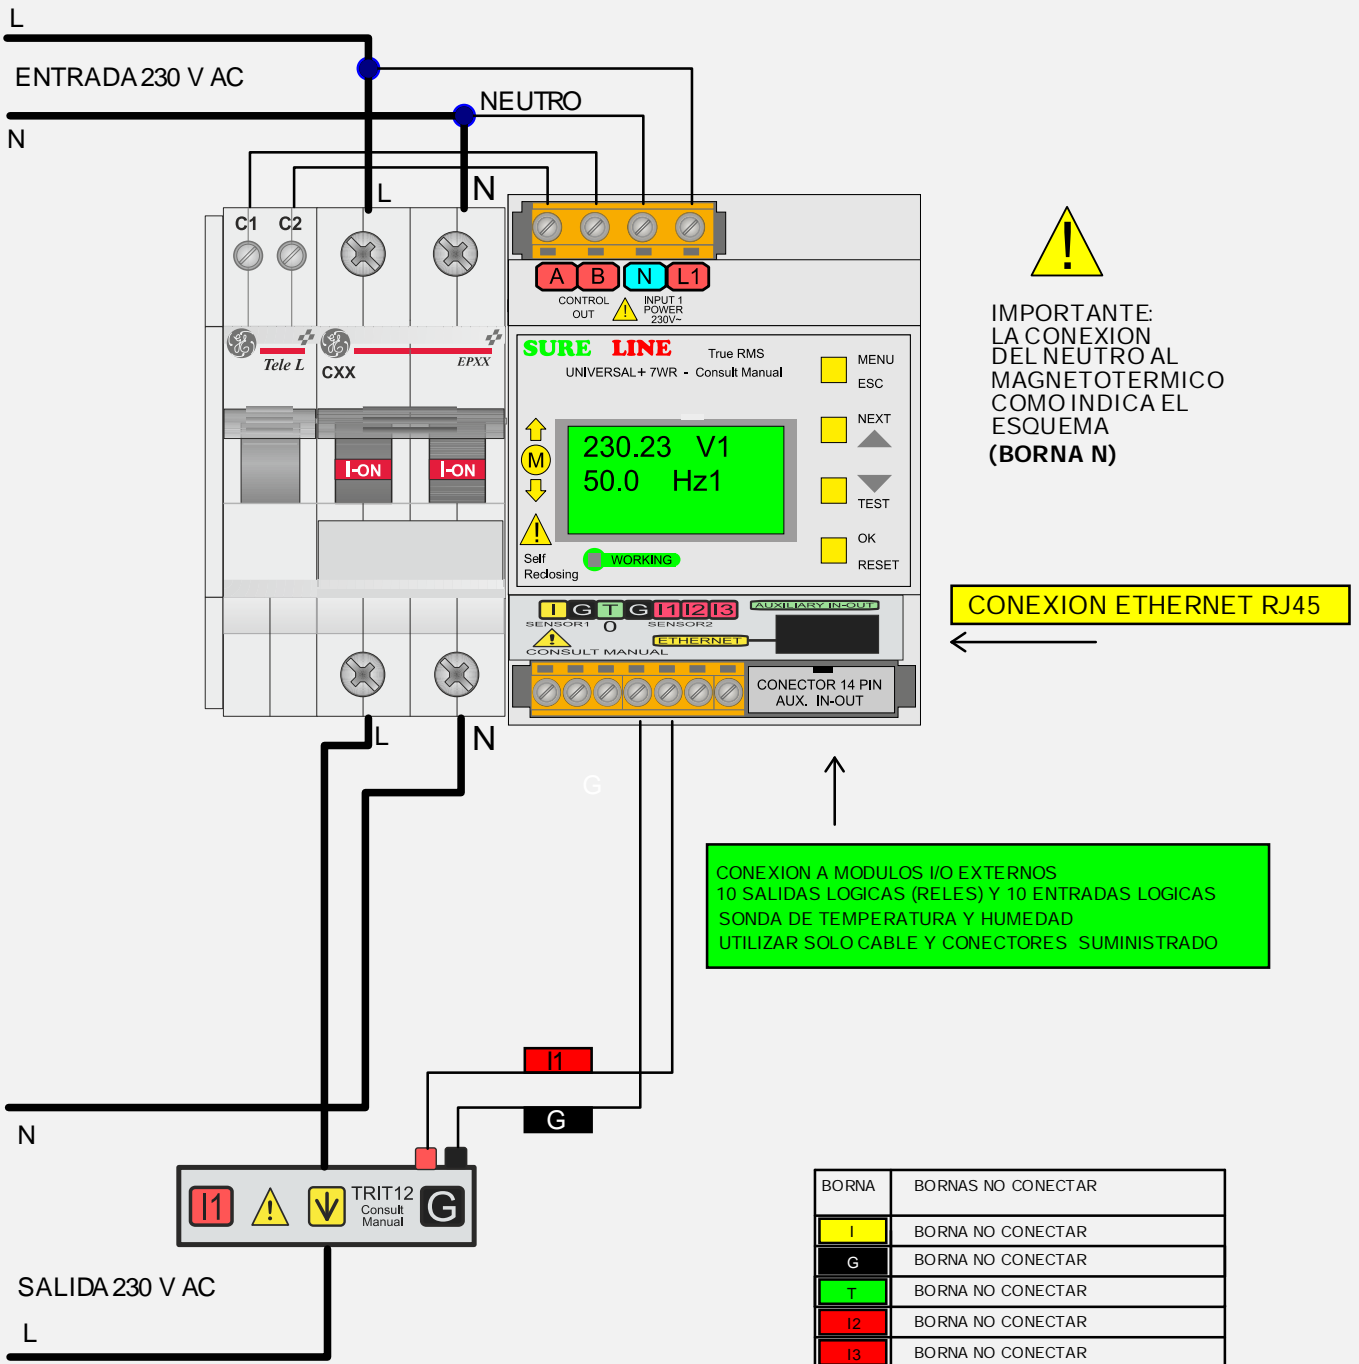 L
ENTRADA 230 V AC
NEUTRO
N
L
N
C1 C2
A B N L1
CONTROL OUT
INPUT 1 POWER 230V~
!
IMPORTANTE:
LA CONEXION
DEL NEUTRO AL
MAGNETOTERMICO
COMO INDICA EL
ESQUEMA
(BORNA N)
Tele L
CXX
EPXX
SURE LINE
True RMS
UNIVERSAL+ 7WR - Consult Manual
MENU
ESC
NEXT
TEST
OK
RESET
M
230.23 V1
50.0 Hz1
I-ON
I-ON
!
Self
Reclosing
WORKING
I G T G I1 I2 I3
O
SENSOR1
SENSOR2
AUXILIARY IN-OUT
ETHERNET
CONSULT MANUAL
CONECTOR 14 PIN
AUX. IN-OUT
CONEXION ETHERNET RJ45
L
N
G
CONEXION A MODULOS I/O EXTERNOS
10 SALIDAS LOGICAS (RELES) Y 10 ENTRADAS LOGICAS
SONDA DE TEMPERATURA Y HUMEDAD
UTILIZAR SOLO CABLE Y CONECTORES SUMINISTRADO
I1
G
N
I1
!
TRIT12
Consult
Manual
G
SALIDA 230 V AC
L
BORNA BORNAS NO CONECTAR
I BORNA NO CONECTAR
G BORNA NO CONECTAR
T BORNA NO CONECTAR
I2 BORNA NO CONECTAR
I3 BORNA NO CONECTAR